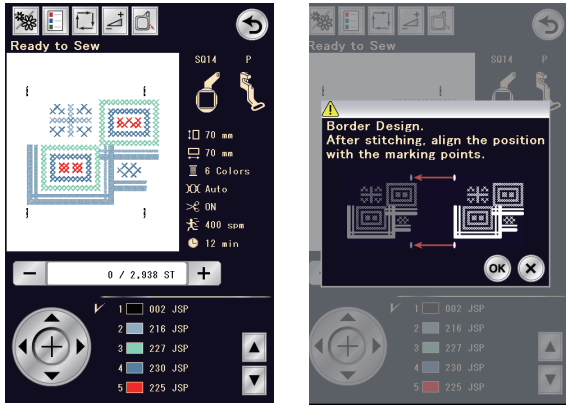 Ready to Sew
SQ14 P
70 mm
70 mm
6 Colors
Auto
ON
400 spm
12 min
− 0 / 2,938 ST +
1 002 JSP
2 216 JSP
3 227 JSP
4 230 JSP
5 225 JSP
Ready to Sew
SQ14 P
Border Design.
After stitching, align the position
with the marking points.
OK
1 002 JSP
2 216 JSP
3 227 JSP
4 230 JSP
5 225 JSP